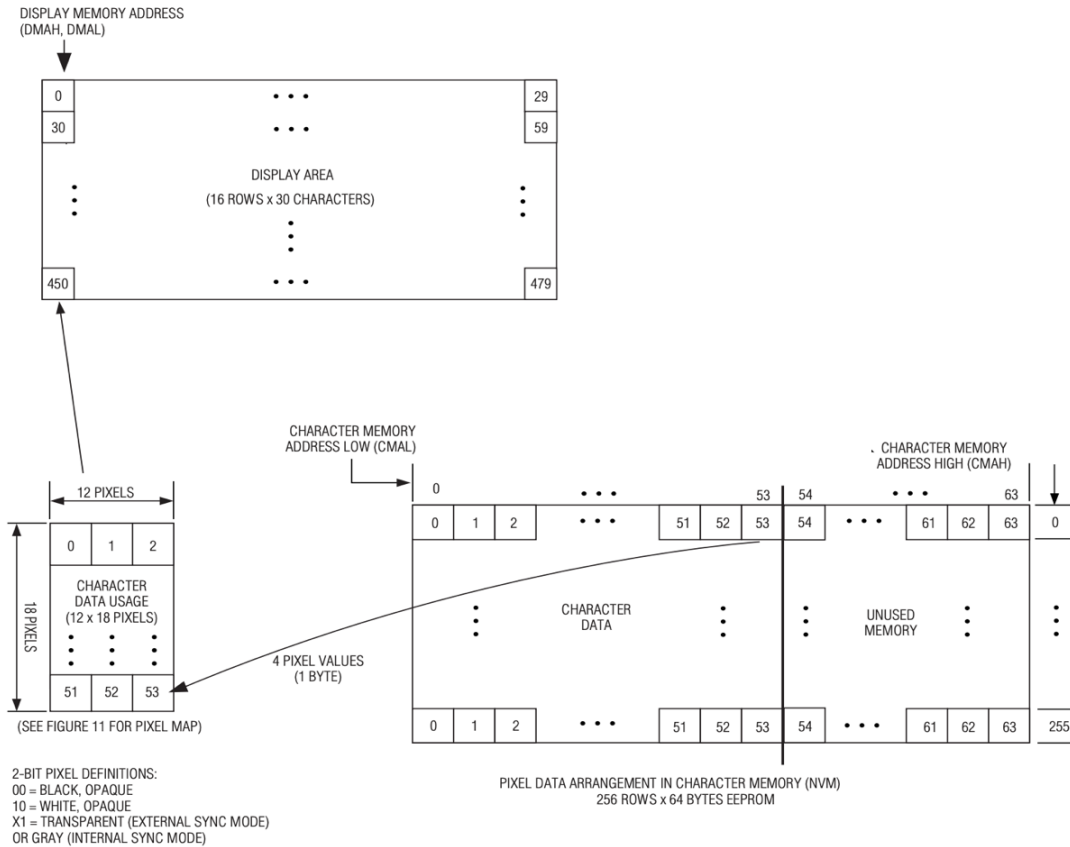 DISPLAY MEMORY ADDRESS
(DMAH, DMAL)
0 • • • 29
30 • • • 59
DISPLAY AREA
(16 ROWS x 30 CHARACTERS)
450 • • • 479
CHARACTER MEMORY
ADDRESS LOW (CMAL)
CHARACTER MEMORY
ADDRESS HIGH (CMAH)
0 • • • 53 54 • • • 63
0 1 2 • • • 51 52 53 54 • • • 61 62 63 0
CHARACTER
DATA
UNUSED
MEMORY
0 1 2 • • • 51 52 53 54 • • • 61 62 63 255
PIXEL DATA ARRANGEMENT IN CHARACTER MEMORY (NVM)
256 ROWS x 64 BYTES EEPROM
12 PIXELS
18 PIXELS
0 1 2
CHARACTER
DATA USAGE
(12 x 18 PIXELS)
51 52 53
4 PIXEL VALUES
(1 BYTE)
(SEE FIGURE 11 FOR PIXEL MAP)
2-BIT PIXEL DEFINITIONS:
00 = BLACK, OPAQUE
10 = WHITE, OPAQUE
X1 = TRANSPARENT (EXTERNAL SYNC MODE)
OR GRAY (INTERNAL SYNC MODE)